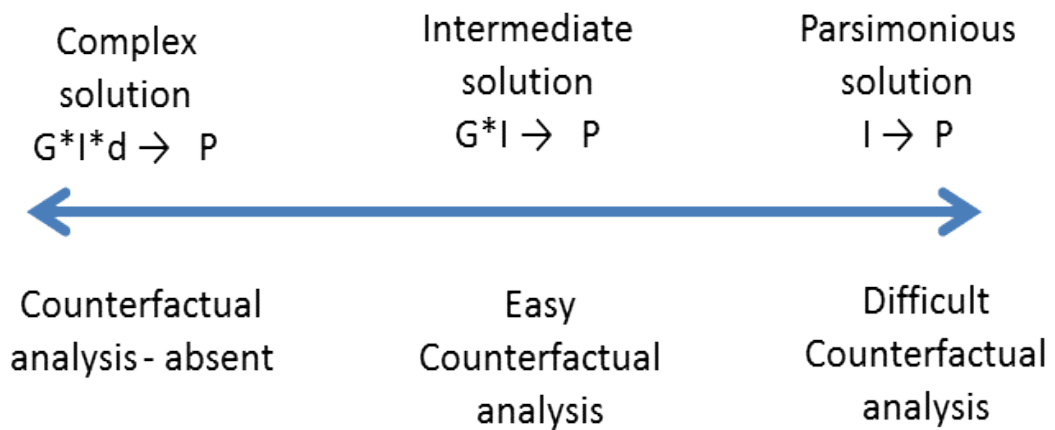 Complex
solution
G*I*d → P
Intermediate
solution
G*I → P
Parsimonious
solution
I → P
Counterfactual
analysis - absent
Easy
Counterfactual
analysis
Difficult
Counterfactual
analysis